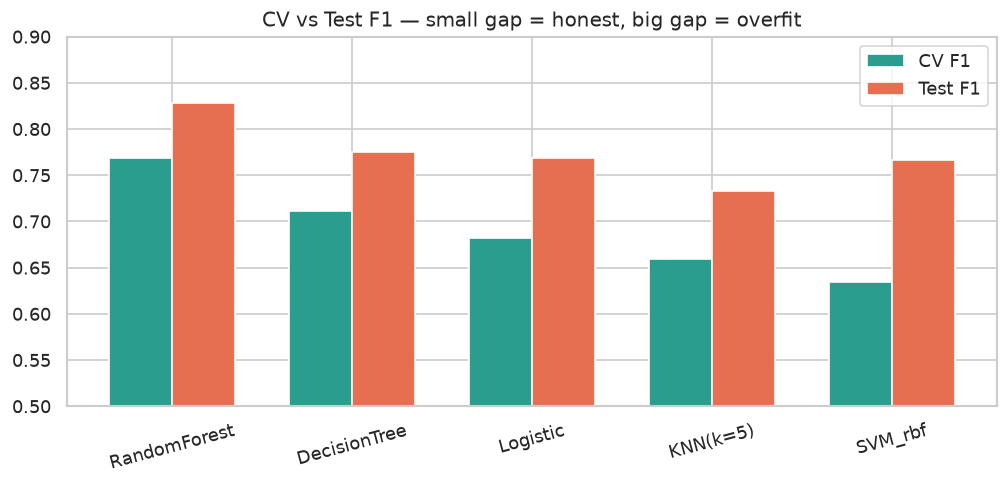 CV vs Test F1 — small gap = honest, big gap = overfit
0.90
0.85
0.80
0.75
0.70
0.65
0.60
0.55
0.50
CV F1
Test F1
RandomForest
DecisionTree
Logistic
KNN(k=5)
SVM_rbf